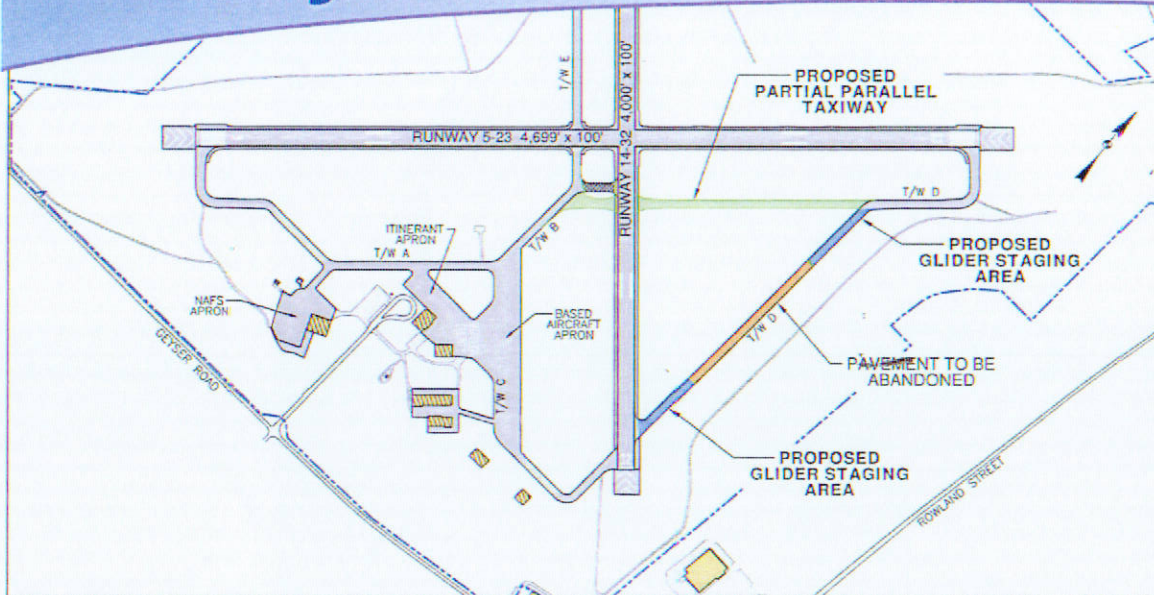 T/W E
RUNWAY 14-32 4,000' x 100'
PROPOSED
PARTIAL PARALLEL
TAXIWAY
RUNWAY 5-23 4,699' x 100'
T/W D
ITINERANT
APRON
T/W A
T/W B
PROPOSED
GLIDER STAGING
AREA
NAFS
APRON
BASED
AIRCRAFT
APRON
T/W D
GEYSER ROAD
PAVEMENT TO BE
ABANDONED
T/W C
PROPOSED
GLIDER STAGING
AREA
ROWLAND STREET